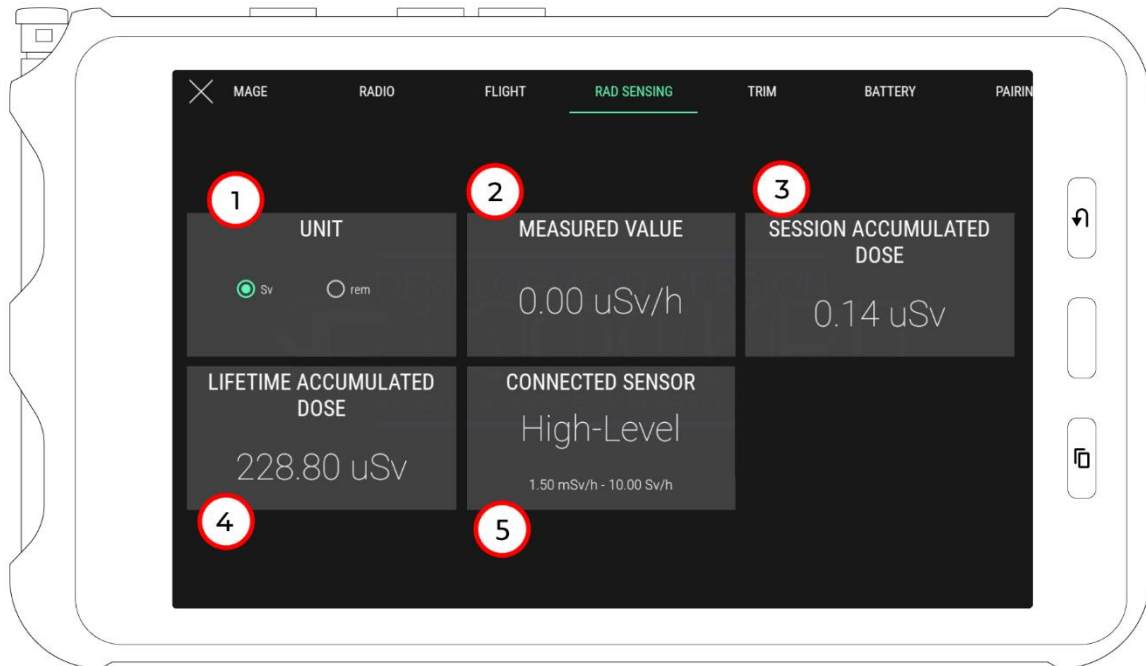 MAGE RADIO FLIGHT RAD SENSING TRIM BATTERY PAIRIN
1
UNIT
Sv rem
2
MEASURED VALUE
0.00 uSv/h
3
SESSION ACCUMULATED
DOSE
0.14 uSv
LIFETIME ACCUMULATED
DOSE
228.80 uSv
4
CONNECTED SENSOR
High-Level
1.50 mSv/h - 10.00 Sv/h
5